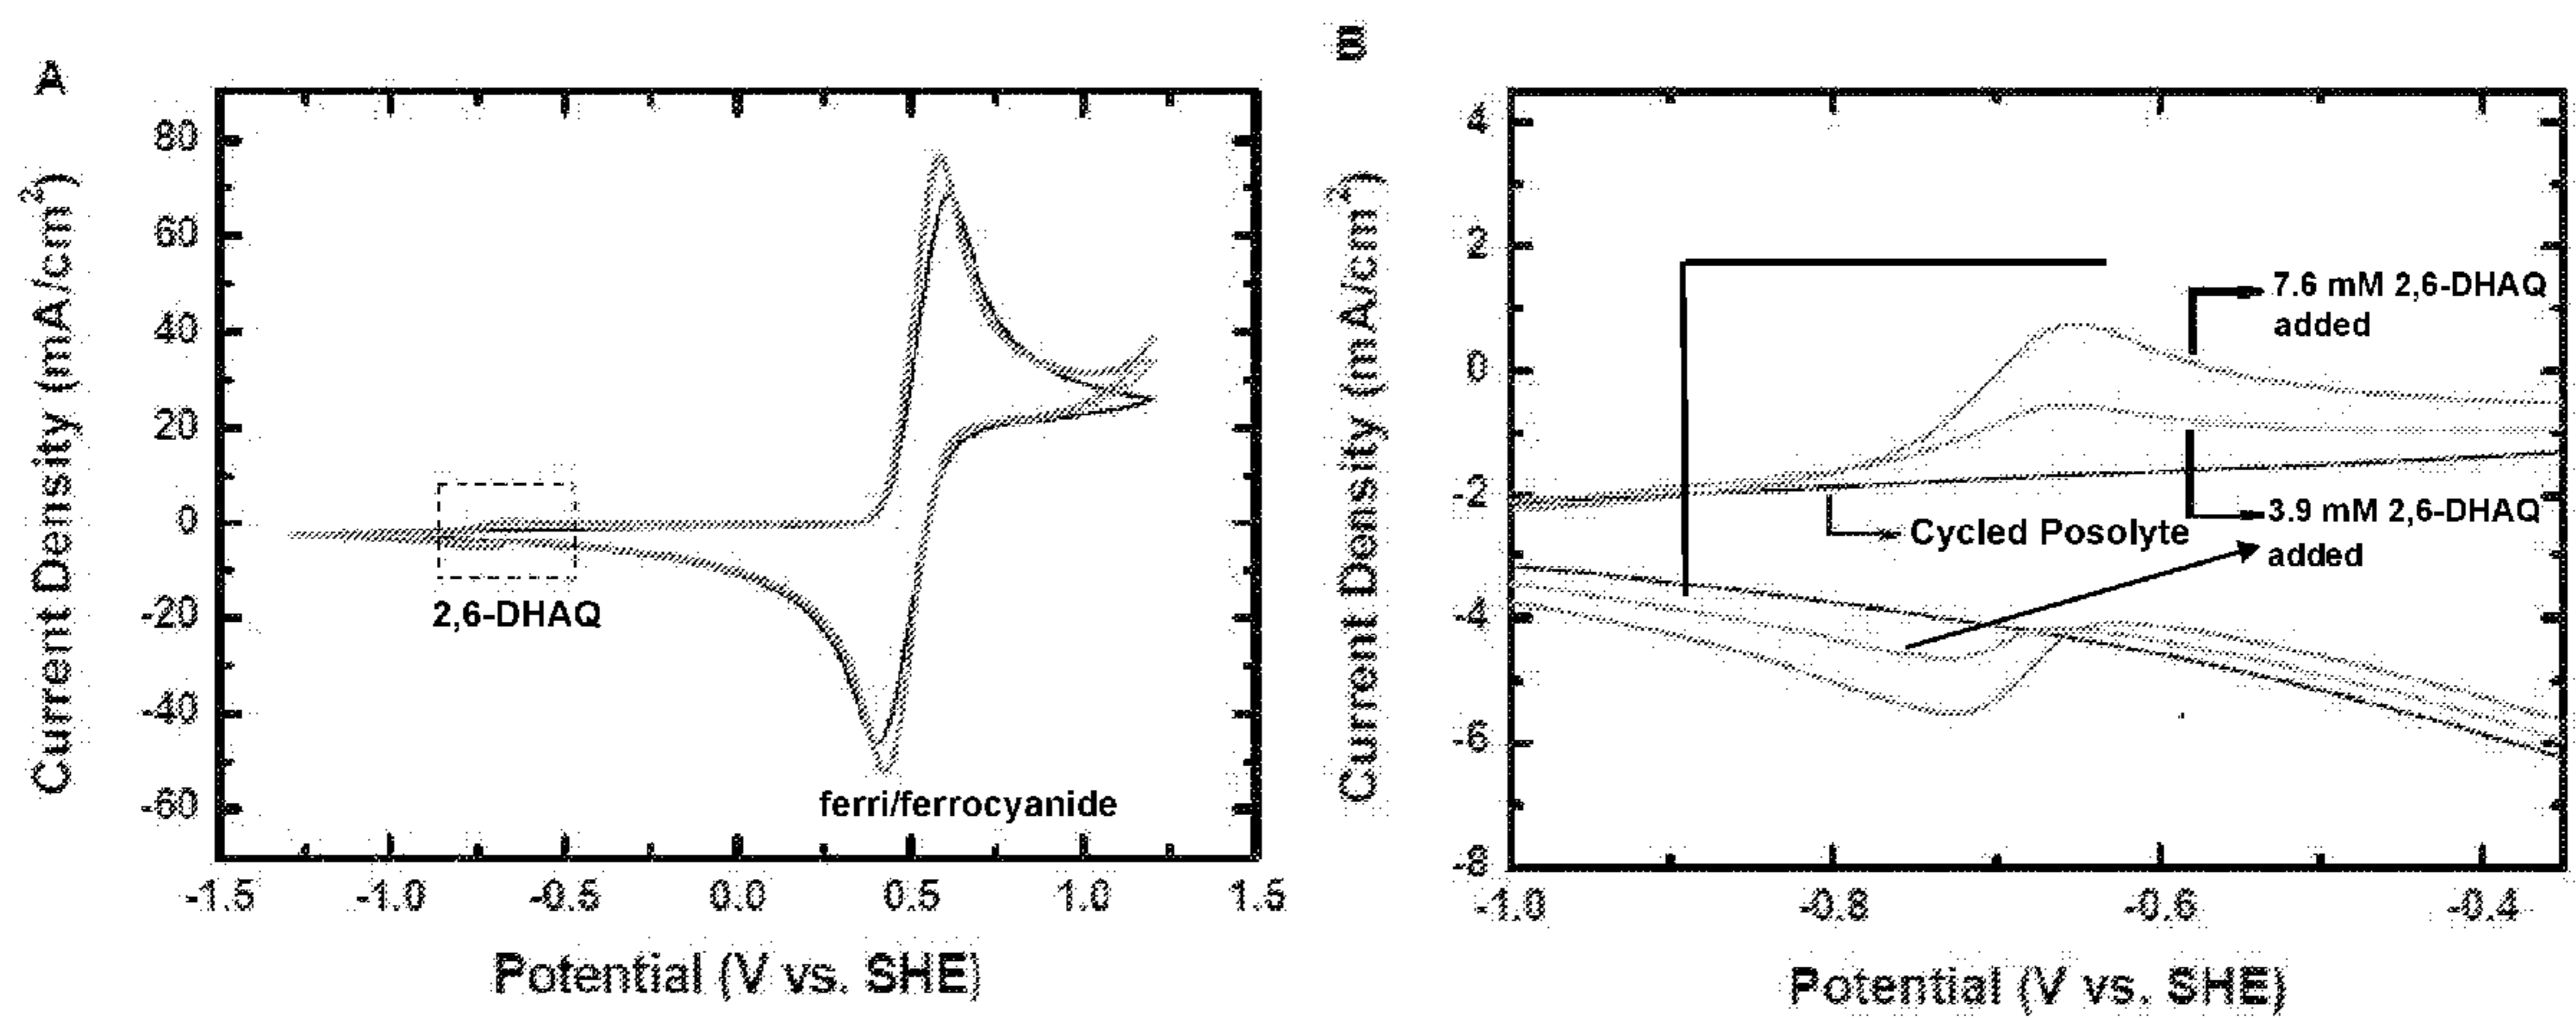 A
B
Current Density (mA/cm²)
80
60
40
20
0
-20
-40
-60
2,6-DHAQ
ferri/ferrocyanide
-1.5 -1.0 -0.5 0.0 0.5 1.0 1.5
Potential (V vs. SHE)
Current Density (mA/cm²)
4
2
0
-2
-4
-6
-8
7.6 mM 2,6-DHAQ
added
3.9 mM 2,6-DHAQ
added
Cycled Posolyte
-1.0 -0.8 -0.6 -0.4
Potential (V vs. SHE)